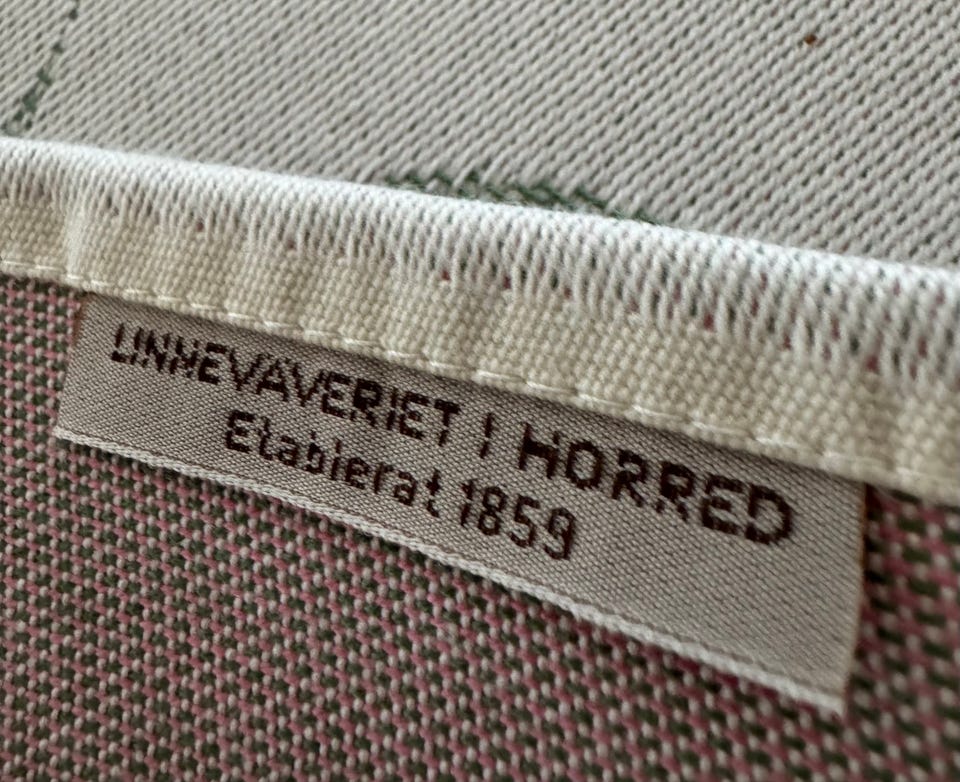 LINNEVÄVERIET I HORRED
Etablerat 1859